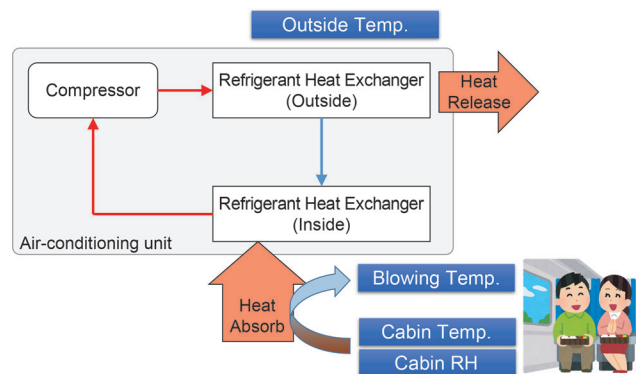 Outside Temp.
Compressor
Refrigerant Heat Exchanger
(Outside)
Heat
Release
Refrigerant Heat Exchanger
(Inside)
Air-conditioning unit
Heat
Absorb
Blowing Temp.
Cabin Temp.
Cabin RH